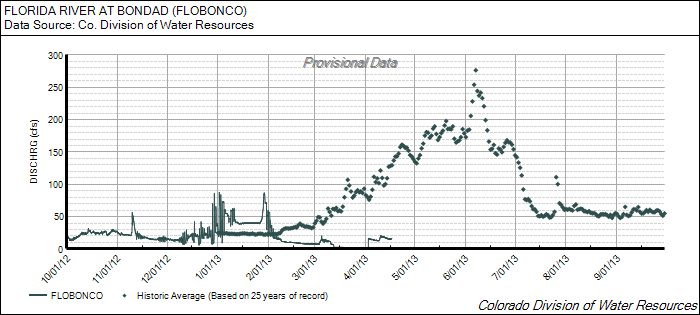 FLORIDA RIVER AT BONDAD (FLOBONCO)
Data Source: Co. Division of Water Resources
Provisional Data
DISCHRG (cfs)
300
250
200
150
100
50
0
10/01/12 11/01/12 12/01/12 1/01/13 2/01/13 3/01/13 4/01/13 5/01/13 6/01/13 7/01/13 8/01/13 9/01/13
FLOBONCO Historic Average (Based on 25 years of record)
Colorado Division of Water Resources